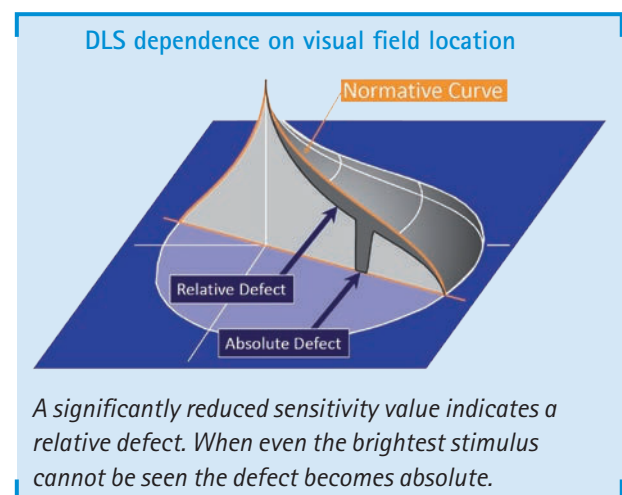 DLS dependence on visual field location
Normative Curve
Relative Defect
Absolute Defect
A significantly reduced sensitivity value indicates a
relative defect. When even the brightest stimulus
cannot be seen the defect becomes absolute.